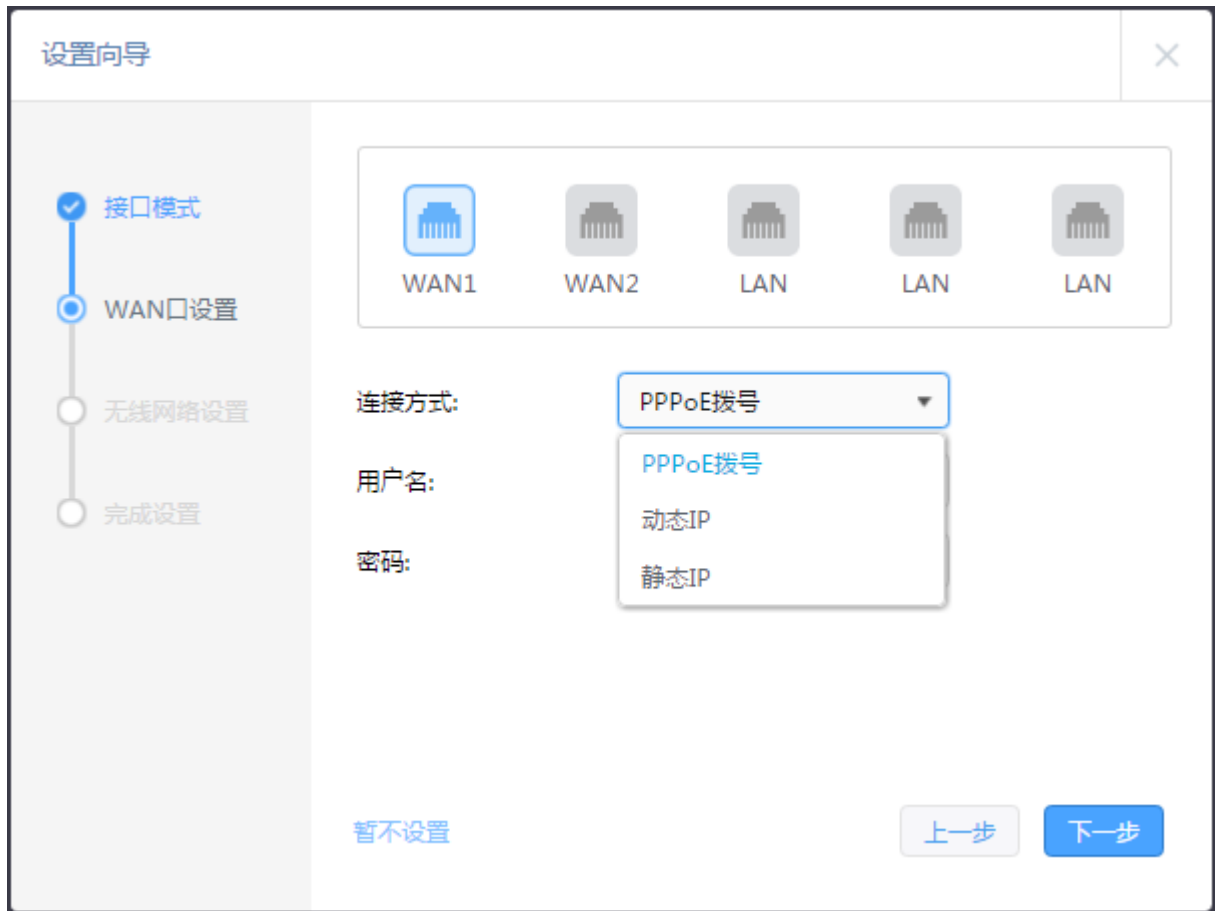 设置向导
接口模式
WAN口设置
无线网络设置
完成设置
WAN1 WAN2 LAN LAN LAN
连接方式: PPPoE拨号
PPPoE拨号
用户名:
动态IP
密码:
静态IP
暂不设置 上一步 下一步